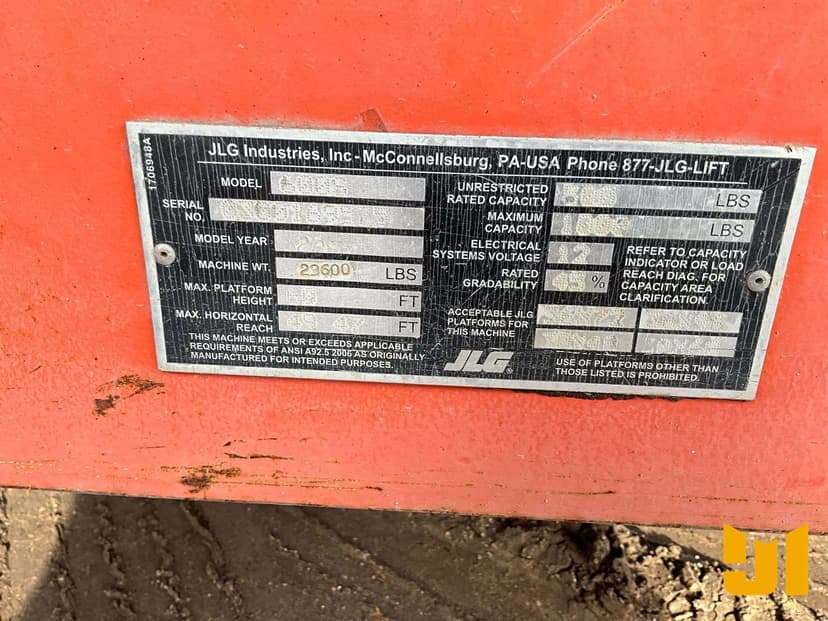 JLG Industries, Inc - McConnellsburg, PA-USA Phone 877-JLG-LIFT
1706948A
MODEL
SERIAL NO.
MODEL YEAR
MACHINE WT. 29600 LBS
MAX. PLATFORM HEIGHT FT
MAX. HORIZONTAL REACH FT
THIS MACHINE MEETS OR EXCEEDS APPLICABLE
REQUIREMENTS OF ANSI A92.5 2006 AS ORIGINALLY
MANUFACTURED FOR INTENDED PURPOSES.
UNRESTRICTED
RATED CAPACITY LBS
MAXIMUM
CAPACITY LBS
ELECTRICAL
SYSTEMS VOLTAGE 12
RATED
GRADABILITY 45 %
REFER TO CAPACITY
INDICATOR OR LOAD
REACH DIAG. FOR
CAPACITY AREA
CLARIFICATION.
ACCEPTABLE JLG
PLATFORMS FOR
THIS MACHINE
JLG®
USE OF PLATFORMS OTHER THAN
THOSE LISTED IS PROHIBITED.